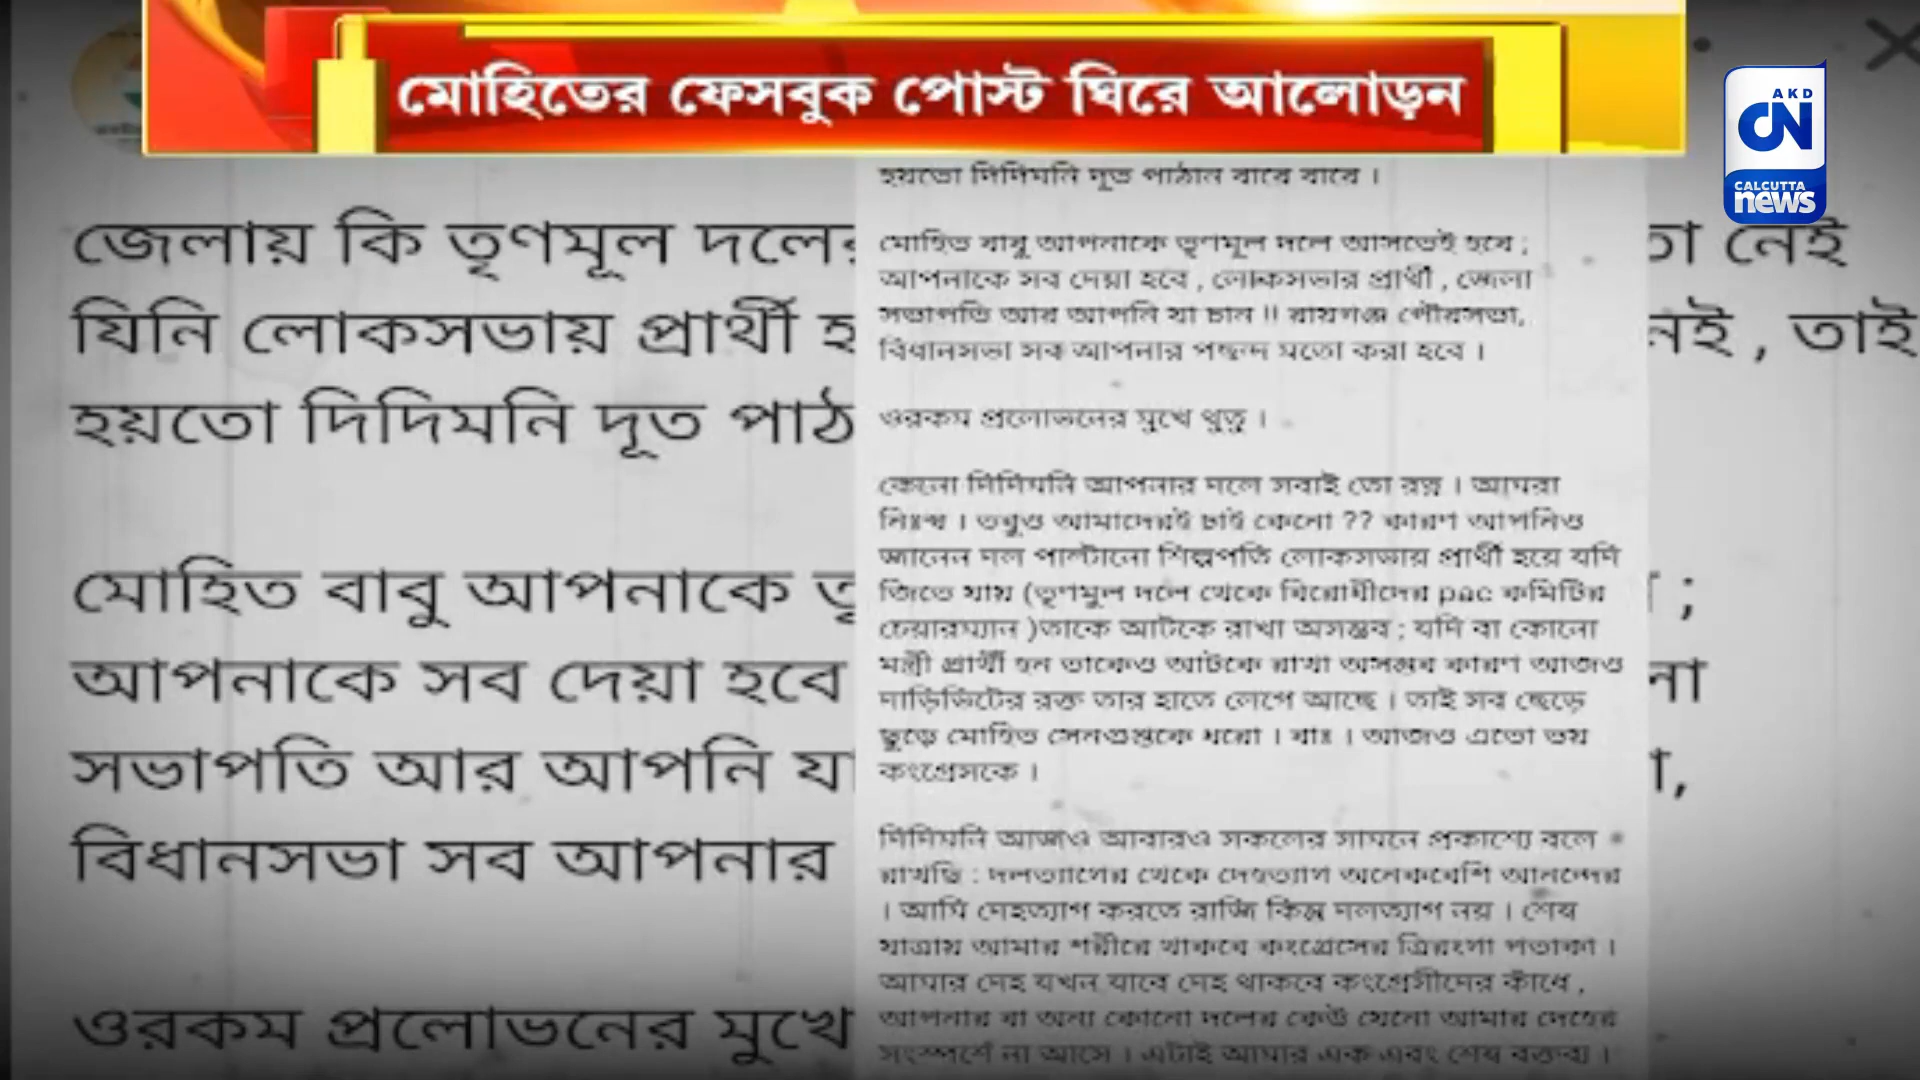 মোহিতের ফেসবুক পোস্ট ঘিরে আলোড়ন
AKD
CN
CALCUTTA
news
জেলায় কি তৃণমূল দলের
তা নেই
যিনি লোকসভায় প্রার্থী হ
নেই , তাই
হয়তো দিদিমনি দূত পাঠ
মোহিত বাবু আপনাকে তৃ
;
আপনাকে সব দেয়া হবে
সভাপতি আর আপনি যা
বিধানসভা সব আপনার
ওরকম প্রলোভনের মুখে
হয়তো দিদিমনি দূত পাঠান বারে বারে ।
মোহিত বাবু আপনাকে তৃণমূল দলে আসতেই হবে ;
আপনাকে সব দেয়া হবে , লোকসভার প্রার্থী , জেলা
সভাপতি আর আপনি যা চান !! রায়গঞ্জ পৌরসভা,
বিধানসভা সব আপনার পছন্দ মতো করা হবে ।
ওরকম প্রলোভনের মুখে থুতু ।
কেনো দিদিমনি আপনার দলে সবাই তো রত্ন । আমরা
নিঃস্ব । তবুও আমাদেরই চাই কেনো ?? কারণ আপনিও
জানেন দল পাল্টানো শিল্পপতি লোকসভায় প্রার্থী হয়ে যদি
জিতে যায় (তৃণমুল দলে থেকে বিরোধীদের pac কমিটির
চেয়ারম্যান )তাকে আটকে রাখা অসম্ভব ; যদি বা কোনো
মন্ত্রী প্রার্থী হন তাকেও আটকে রাখা অসম্ভব কারণ আজও
দাড়িভিটের রক্ত তার হাতে লেগে আছে । তাই সব ছেড়ে
ছুড়ে মোহিত সেনগুপ্তকে ধরো । বাঃ । আজও এতো ভয়
কংগ্রেসকে ।
দিদিমনি আজও আবারও সকলের সামনে প্রকাশ্যে বলে
রাখছি : দলত্যাগের থেকে দেহত্যাগ অনেকবেশি আনন্দের
। আমি দেহত্যাগ করতে রাজি কিন্তু দলত্যাগ নয় । শেষ
যাত্রায় আমার শরীরে থাকবে কংগ্রেসের ত্রিরংগা পতাকা ।
আমার দেহ যখন যাবে দেহ থাকবে কংগ্রেসীদের কাঁধে ,
আপনার বা অন্য কোনো দলের কেউ যেনো আমার দেহের
সংস্পর্শে না আসে । এটাই আমার এক এবং শেষ বক্তব্য ।